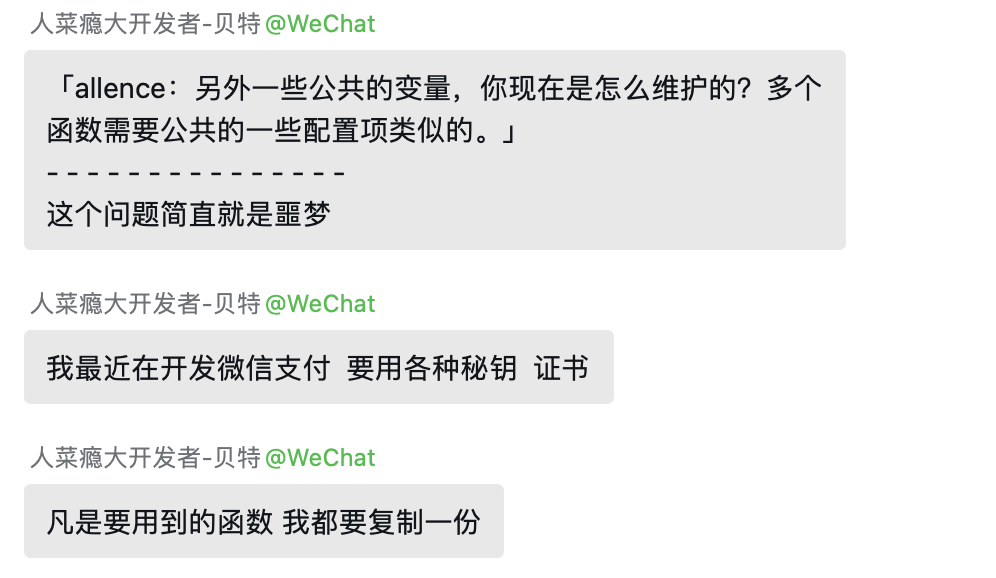 人菜瘾大开发者-贝特@WeChat
「allence：另外一些公共的变量，你现在是怎么维护的？多个
函数需要公共的一些配置项类似的。」
- - - - - - - - - - - - - - -
这个问题简直就是噩梦
人菜瘾大开发者-贝特@WeChat
我最近在开发微信支付 要用各种秘钥 证书
人菜瘾大开发者-贝特@WeChat
凡是要用到的函数 我都要复制一份